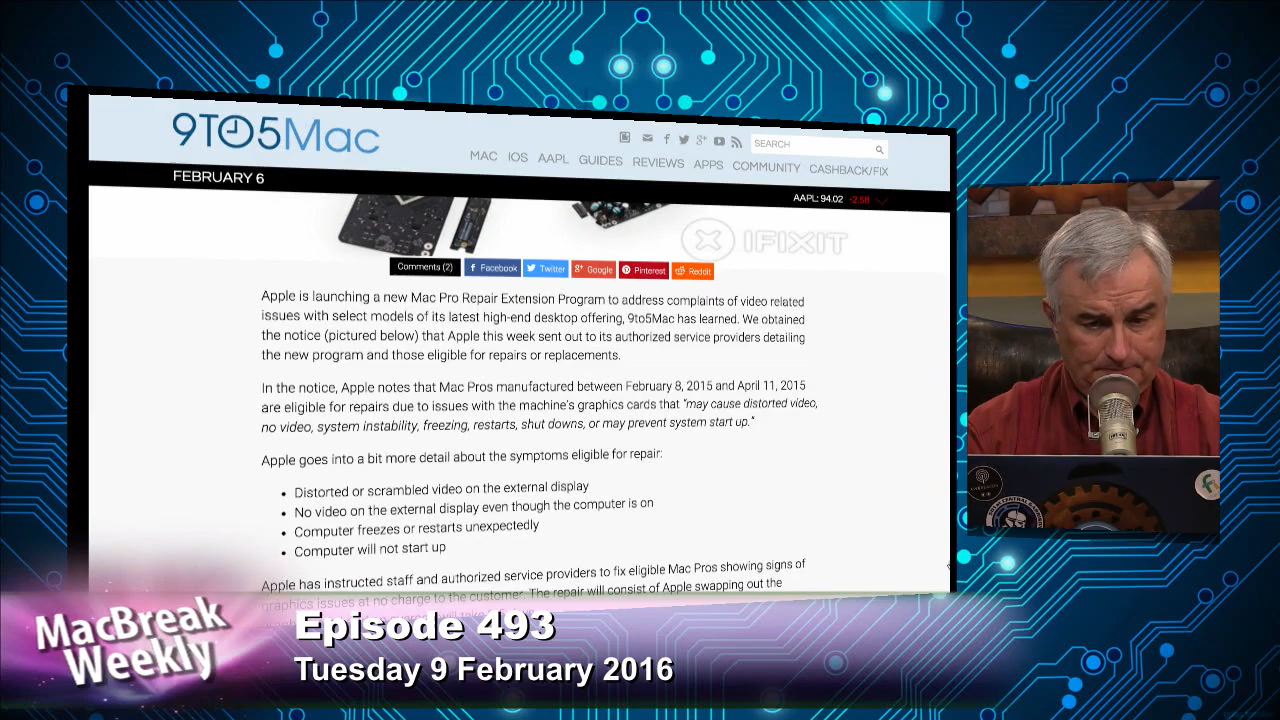 9TO5Mac
SEARCH
MAC IOS AAPL GUIDES REVIEWS APPS COMMUNITY CASHBACK/FIX
FEBRUARY 6
AAPL: 94.02 -2.58
IFIXIT
Comments (2) Facebook Twitter Google Pinterest Reddit
Apple is launching a new Mac Pro Repair Extension Program to address complaints of video related
issues with select models of its latest high-end desktop offering, 9to5Mac has learned. We obtained
the notice (pictured below) that Apple this week sent out to its authorized service providers detailing
the new program and those eligible for repairs or replacements.
In the notice, Apple notes that Mac Pros manufactured between February 8, 2015 and April 11, 2015
are eligible for repairs due to issues with the machine's graphics cards that "may cause distorted video,
no video, system instability, freezing, restarts, shut downs, or may prevent system start up."
Apple goes into a bit more detail about the symptoms eligible for repair:
• Distorted or scrambled video on the external display
• No video on the external display even though the computer is on
• Computer freezes or restarts unexpectedly
• Computer will not start up
Apple has instructed staff and authorized service providers to fix eligible Mac Pros showing signs of
graphics issues at no charge to the customer. The repair will consist of Apple swapping out the
will take
MacBreak
Weekly
Episode 493
Tuesday 9 February 2016